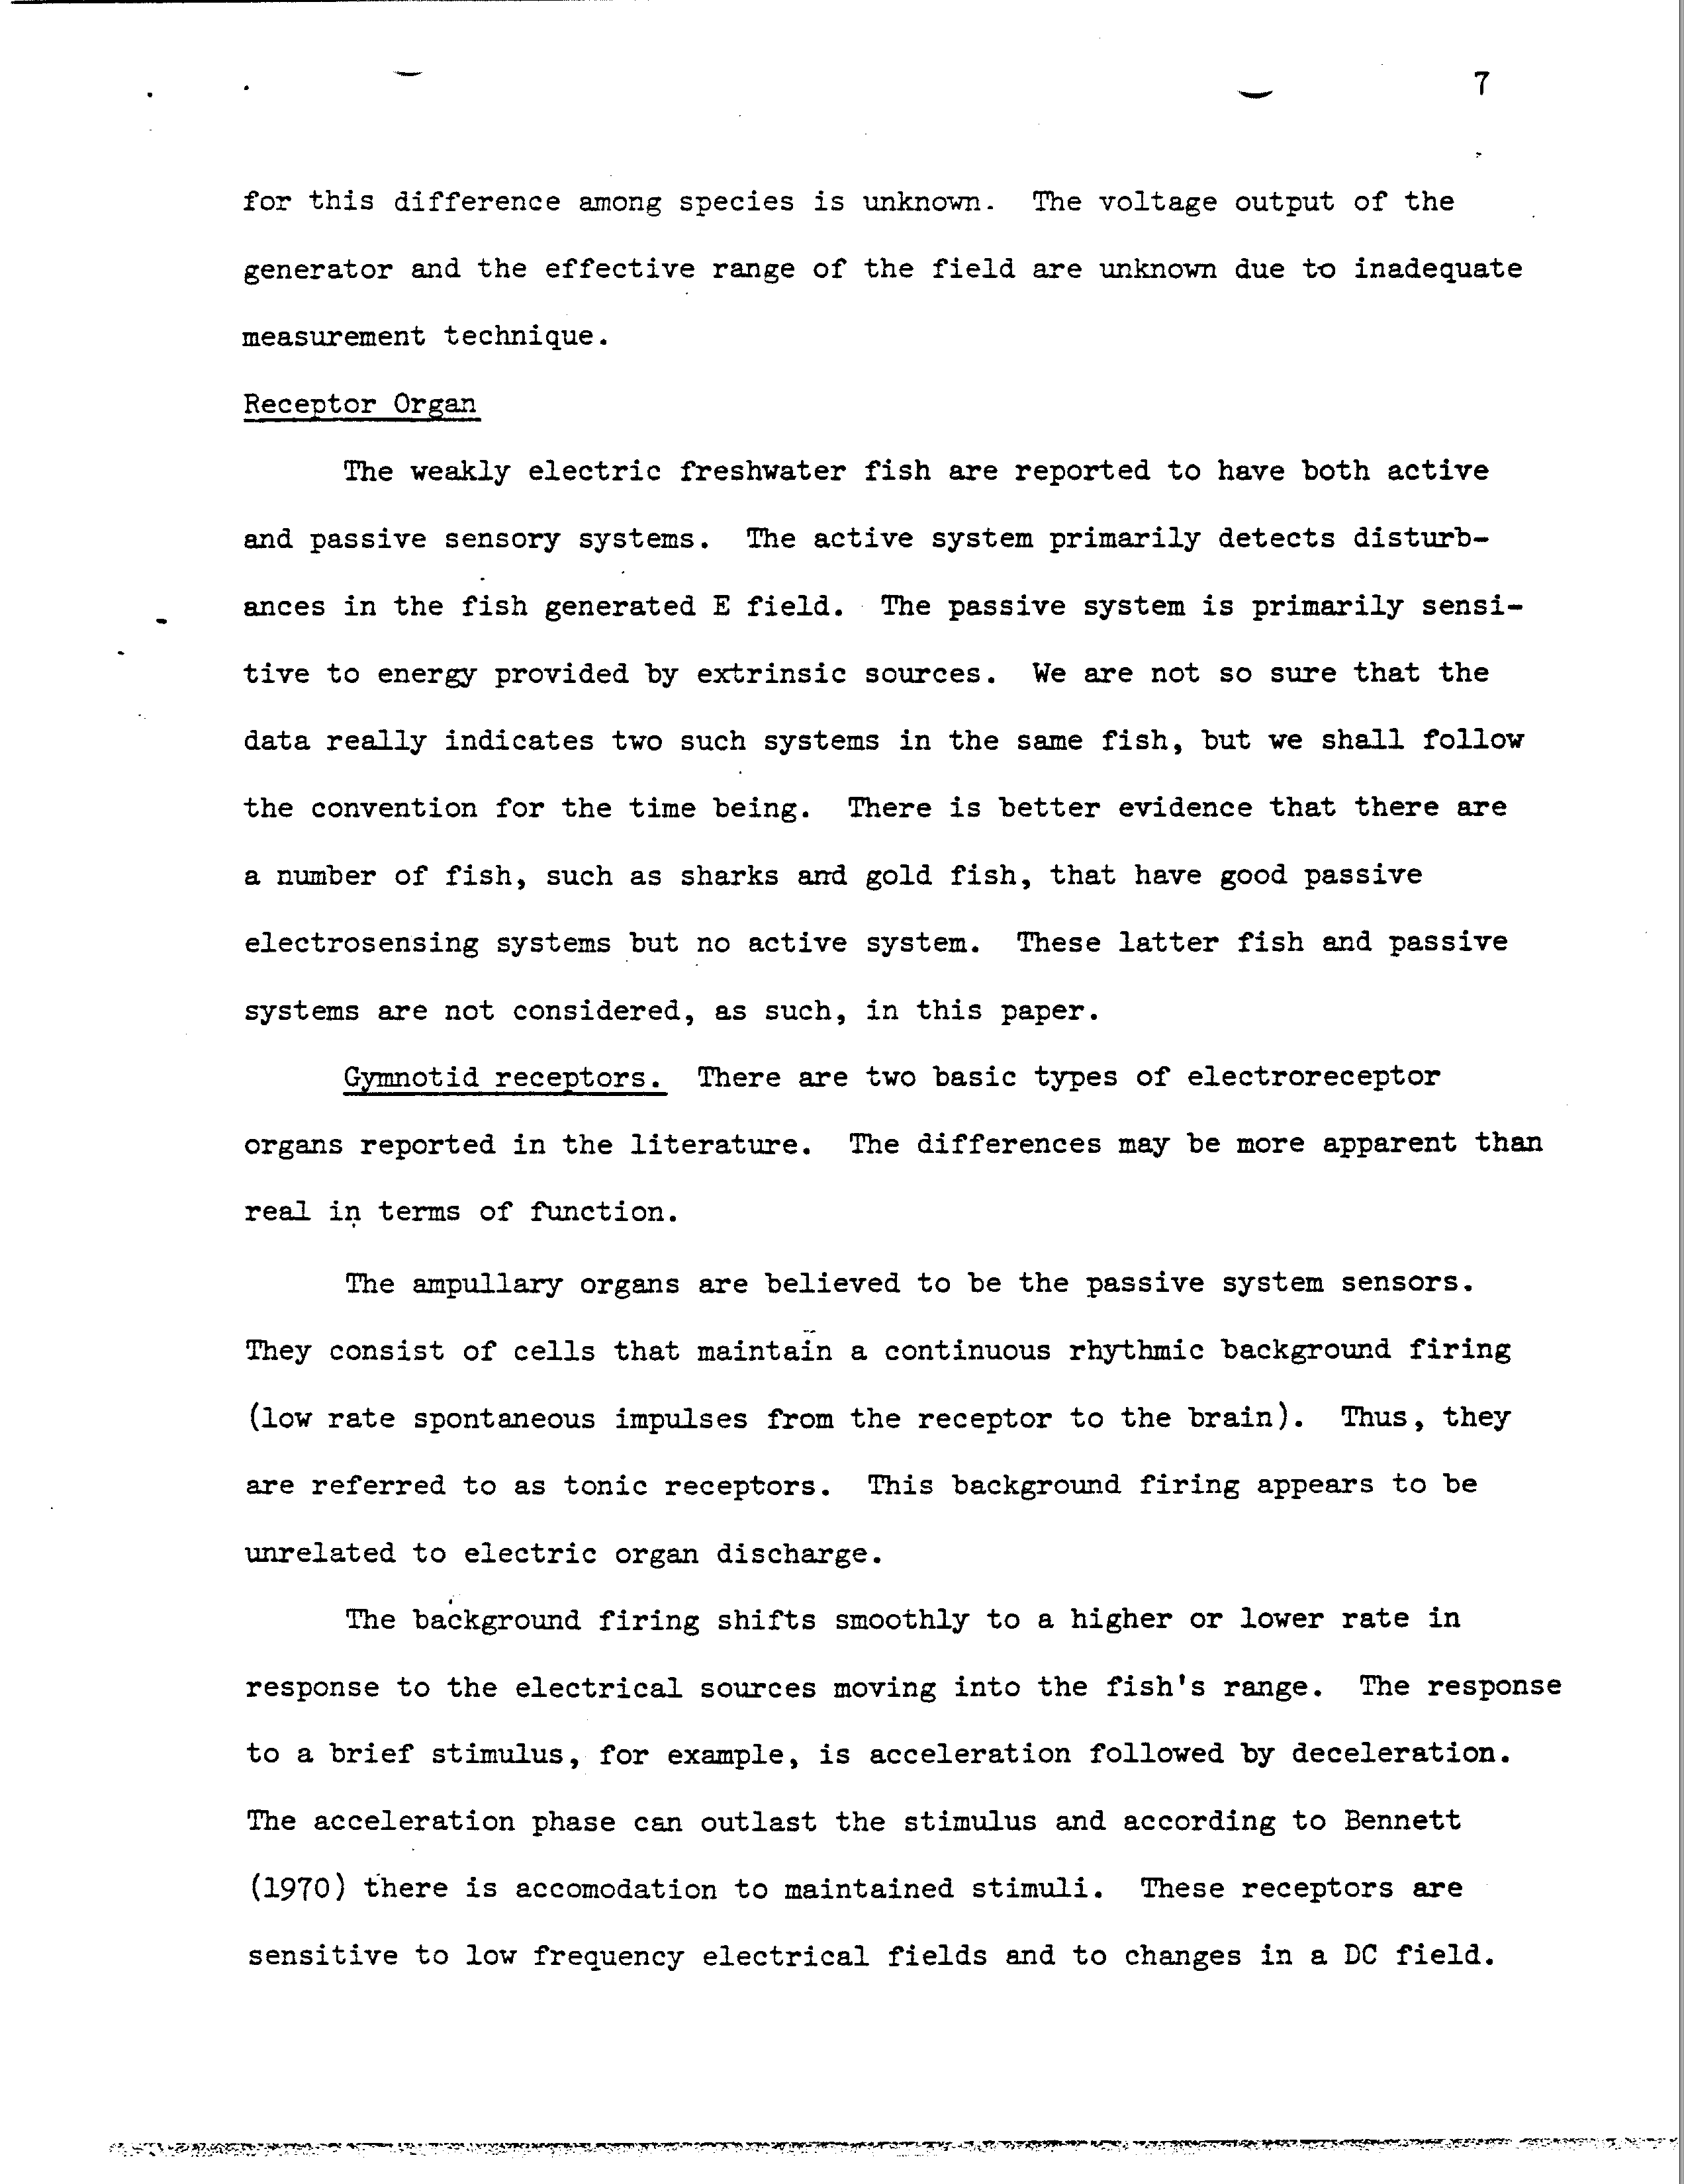 7
for this difference among species is unknown. The voltage output of the
generator and the effective range of the field are unknown due to inadequate
measurement technique.
Receptor Organ
The weakly electric freshwater fish are reported to have both active
and passive sensory systems. The active system primarily detects disturb-
ances in the fish generated E field. The passive system is primarily sensi-
tive to energy provided by extrinsic sources. We are not so sure that the
data really indicates two such systems in the same fish, but we shall follow
the convention for the time being. There is better evidence that there are
a number of fish, such as sharks and gold fish, that have good passive
electrosensing systems but no active system. These latter fish and passive
systems are not considered, as such, in this paper.
Gymnotid receptors. There are two basic types of electroreceptor
organs reported in the literature. The differences may be more apparent than
real in terms of function.
The ampullary organs are believed to be the passive system sensors.
They consist of cells that maintain a continuous rhythmic background firing
(low rate spontaneous impulses from the receptor to the brain). Thus, they
are referred to as tonic receptors. This background firing appears to be
unrelated to electric organ discharge.
The background firing shifts smoothly to a higher or lower rate in
response to the electrical sources moving into the fish's range. The response
to a brief stimulus, for example, is acceleration followed by deceleration.
The acceleration phase can outlast the stimulus and according to Bennett
(1970) there is accomodation to maintained stimuli. These receptors are
sensitive to low frequency electrical fields and to changes in a DC field.